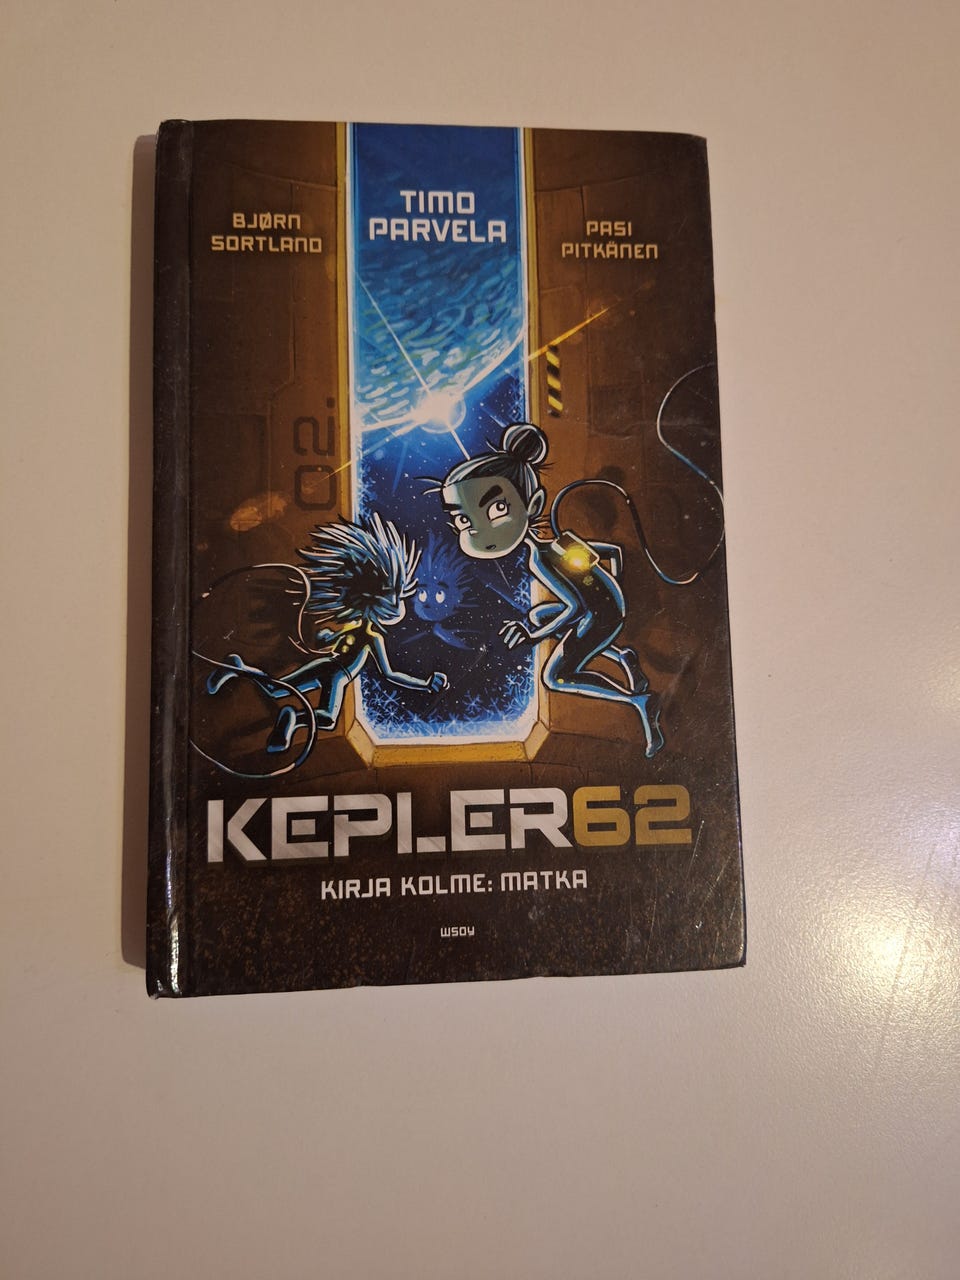 BJØRN
SORTLAND
TIMO
PARVELA
PASI
PITKÄNEN
02.
KEPLER62
KIRJA KOLME: MATKA
WSOY